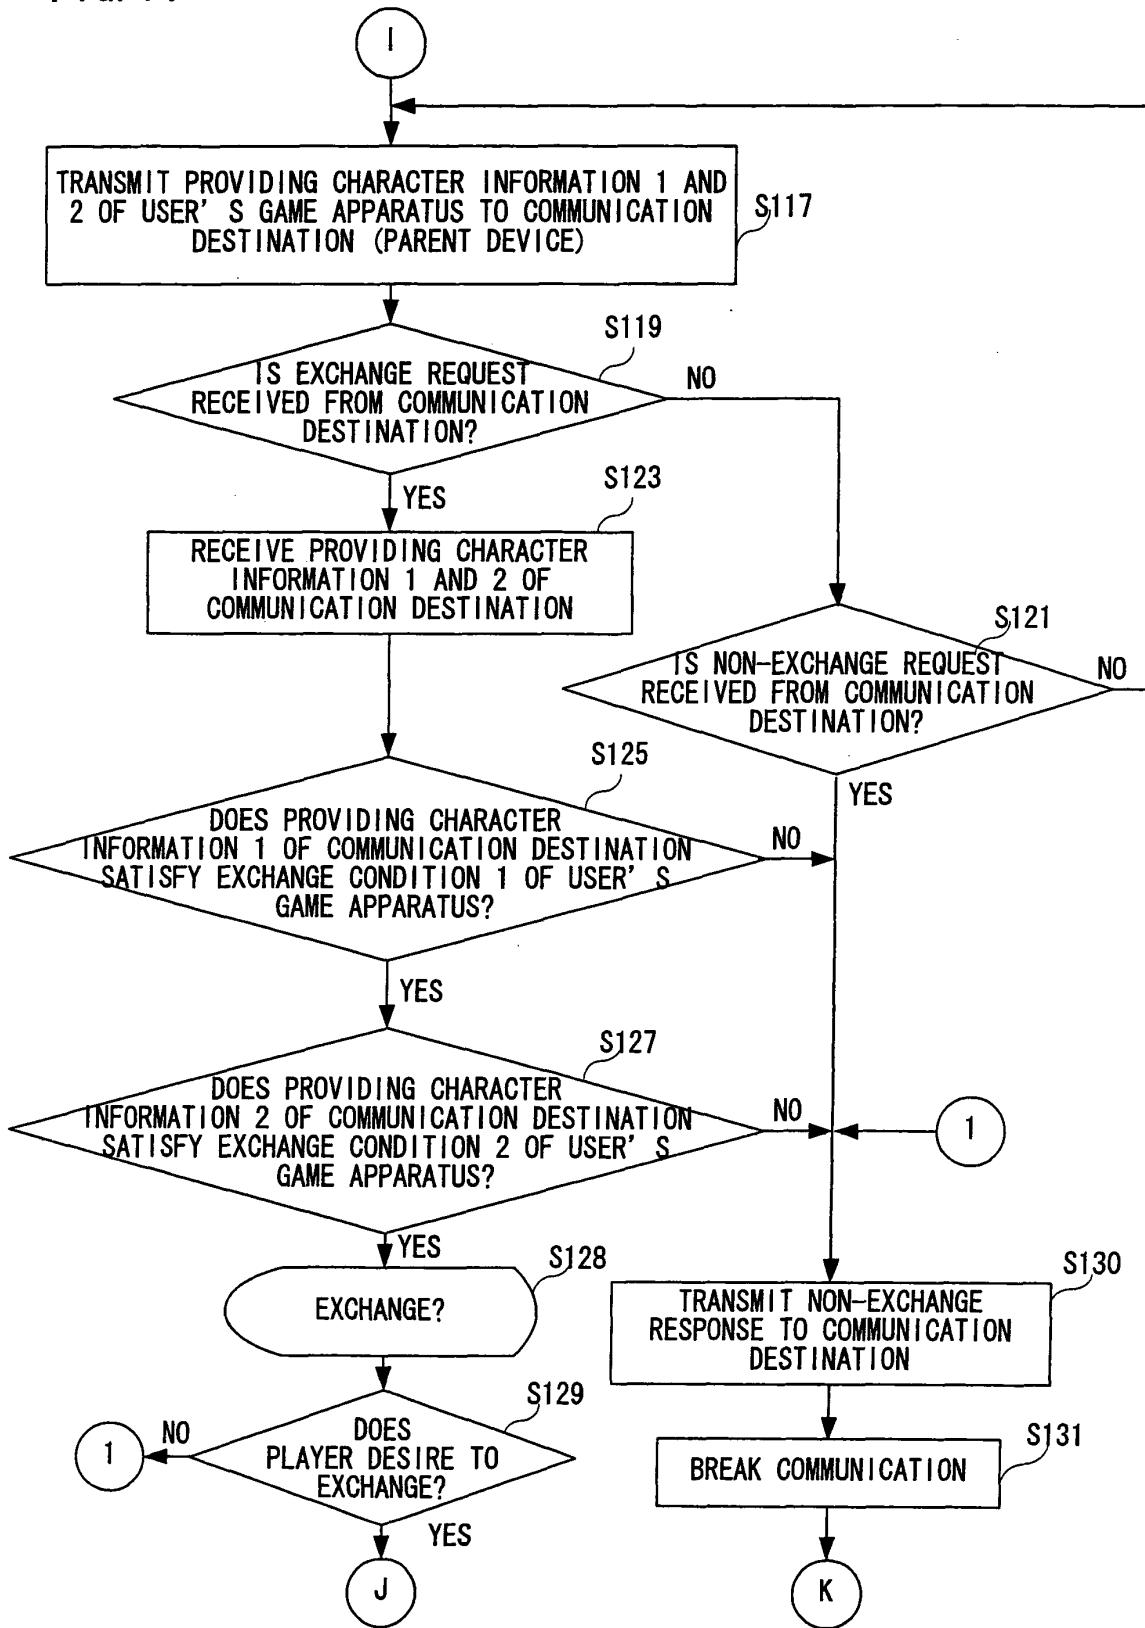 I
TRANSMIT PROVIDING CHARACTER INFORMATION 1 AND
2 OF USER'S GAME APPARATUS TO COMMUNICATION
DESTINATION (PARENT DEVICE)
S117
S119
IS EXCHANGE REQUEST
RECEIVED FROM COMMUNICATION
DESTINATION?
NO
YES
S123
RECEIVE PROVIDING CHARACTER
INFORMATION 1 AND 2 OF
COMMUNICATION DESTINATION
S121
IS NON-EXCHANGE REQUEST
RECEIVED FROM COMMUNICATION
DESTINATION?
NO
YES
S125
DOES PROVIDING CHARACTER
INFORMATION 1 OF COMMUNICATION DESTINATION
SATISFY EXCHANGE CONDITION 1 OF USER'S
GAME APPARATUS?
NO
YES
S127
DOES PROVIDING CHARACTER
INFORMATION 2 OF COMMUNICATION DESTINATION
SATISFY EXCHANGE CONDITION 2 OF USER'S
GAME APPARATUS?
NO
1
YES
S128
EXCHANGE?
S130
TRANSMIT NON-EXCHANGE
RESPONSE TO COMMUNICATION
DESTINATION
S129
DOES
PLAYER DESIRE TO
EXCHANGE?
NO
1
YES
S131
BREAK COMMUNICATION
J
K